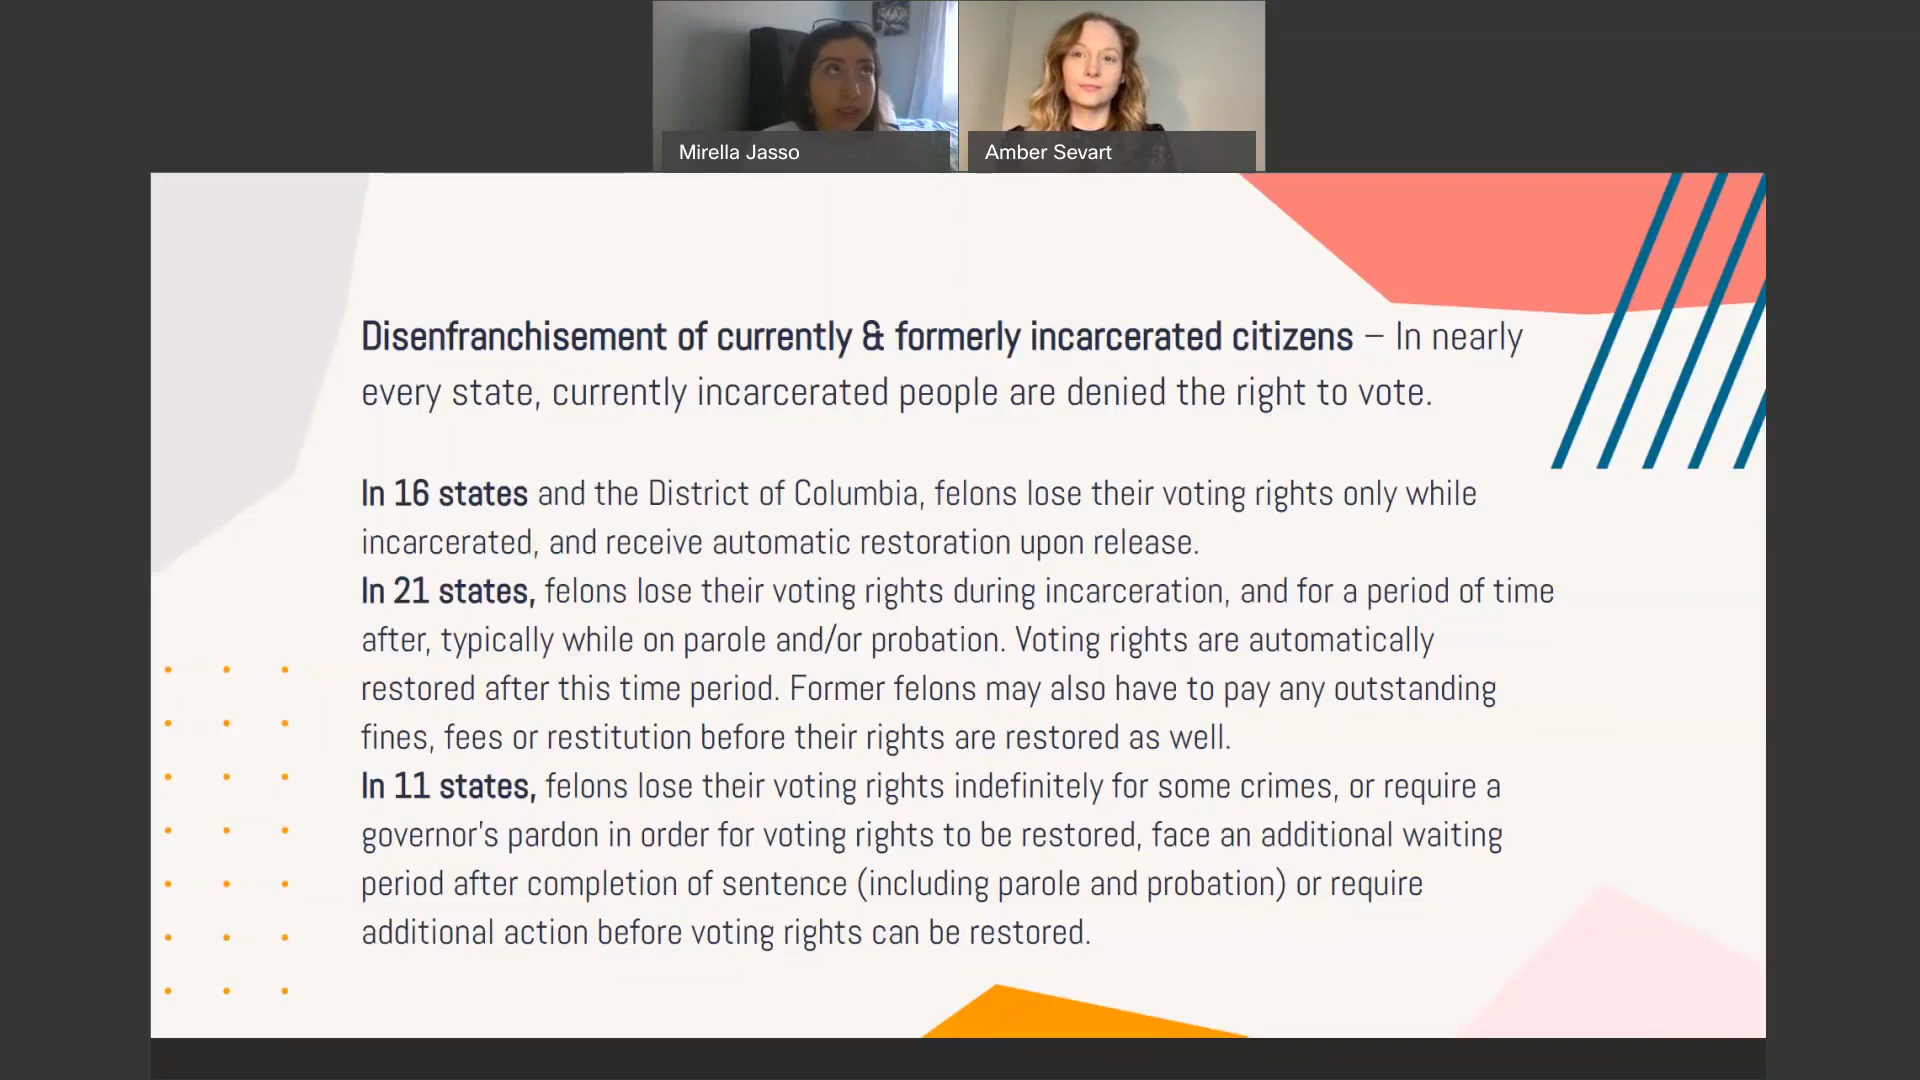 Mirella Jasso
Amber Sevart
Disenfranchisement of currently & formerly incarcerated citizens – In nearly
every state, currently incarcerated people are denied the right to vote.
In 16 states and the District of Columbia, felons lose their voting rights only while
incarcerated, and receive automatic restoration upon release.
In 21 states, felons lose their voting rights during incarceration, and for a period of time
after, typically while on parole and/or probation. Voting rights are automatically
restored after this time period. Former felons may also have to pay any outstanding
fines, fees or restitution before their rights are restored as well.
In 11 states, felons lose their voting rights indefinitely for some crimes, or require a
governor's pardon in order for voting rights to be restored, face an additional waiting
period after completion of sentence (including parole and probation) or require
additional action before voting rights can be restored.